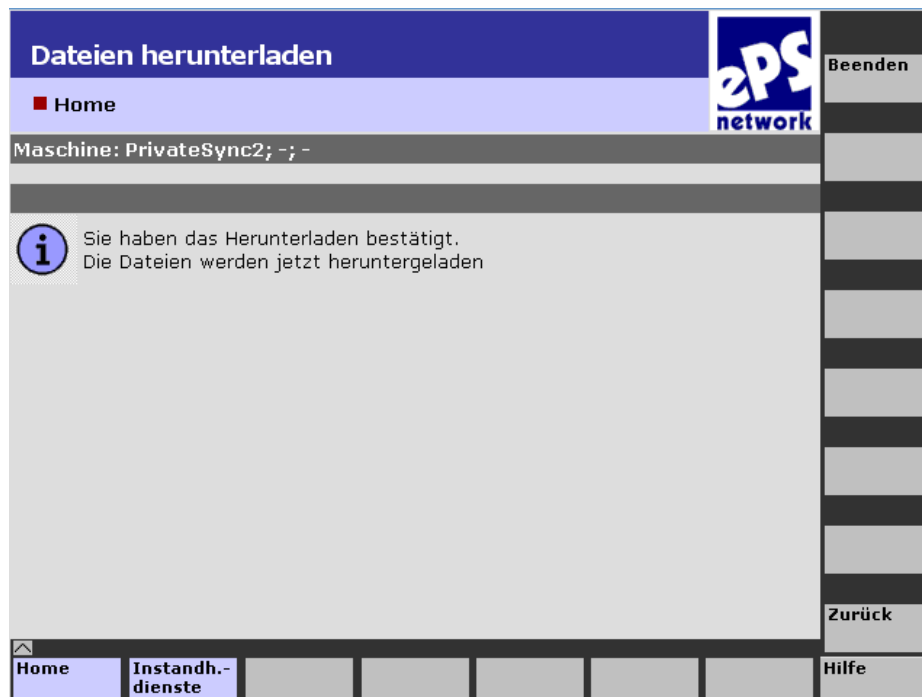 Dateien herunterladen
Home
ePS
network
Beenden
Maschine: PrivateSync2; -; -
Sie haben das Herunterladen bestätigt.
Die Dateien werden jetzt heruntergeladen
Zurück
Home
Instandh.-
dienste
Hilfe